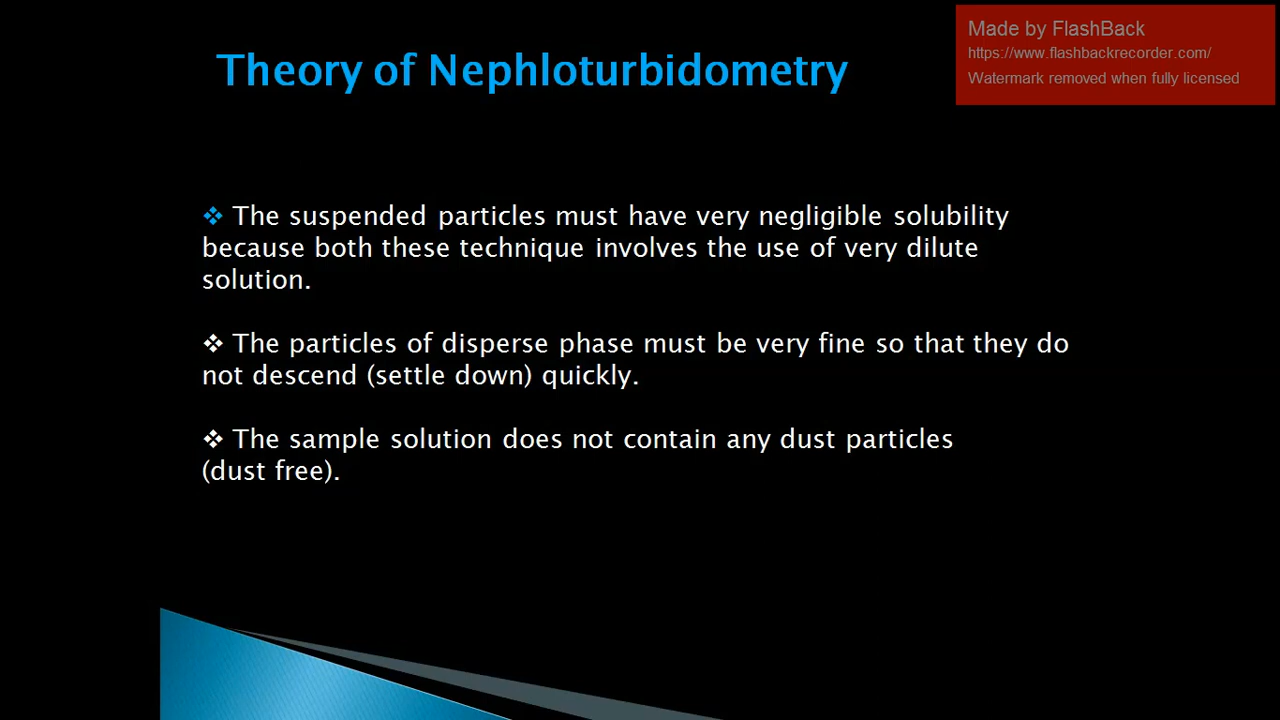 Made by FlashBack
https://www.flashbackrecorder.com/
Watermark removed when fully licensed
Theory of Nephloturbidometry
❖ The suspended particles must have very negligible solubility
because both these technique involves the use of very dilute
solution.
❖ The particles of disperse phase must be very fine so that they do
not descend (settle down) quickly.
❖ The sample solution does not contain any dust particles
(dust free).